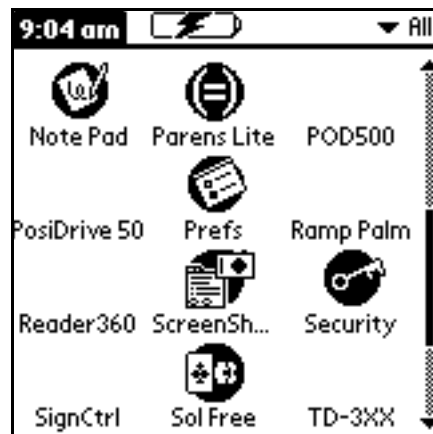 9:04 am All
Note Pad Parens Lite POD500
PosiDrive 50 Prefs Ramp Palm
Reader360 ScreenSh... Security
SignCtrl Sol Free TD-3XX